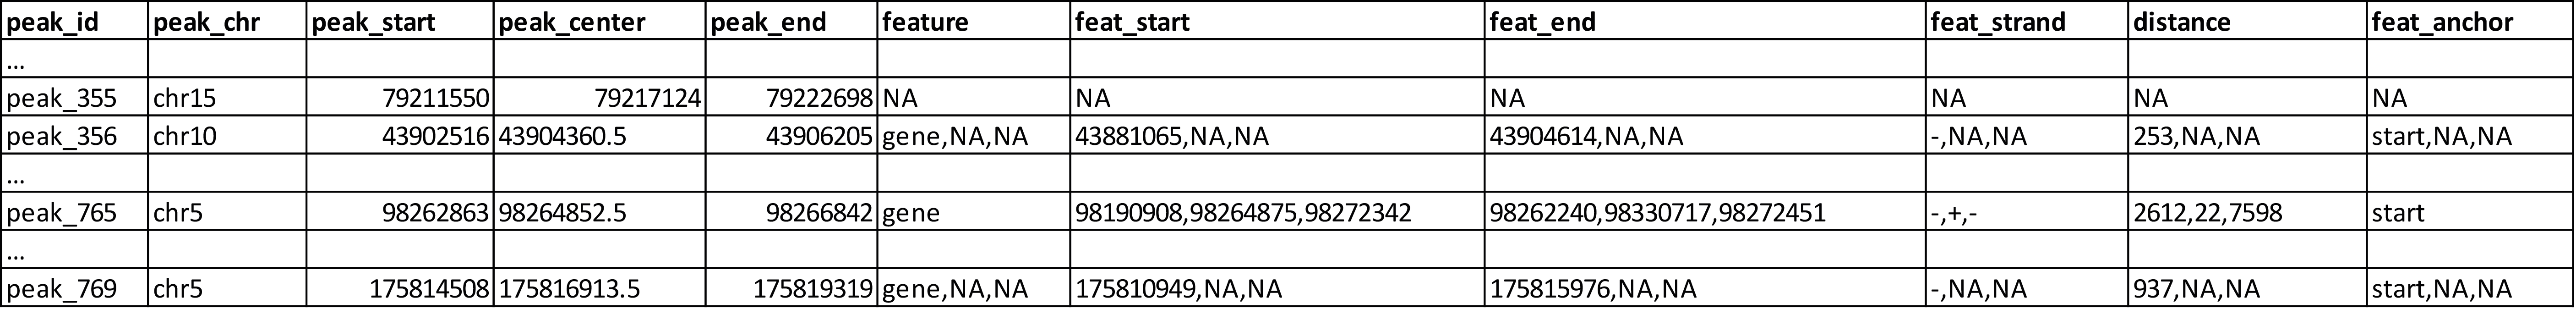 peak_id peak_chr peak_start peak_center peak_end feature feat_start feat_end feat_strand distance feat_anchor
...
peak_355 chr15 79211550 79217124 79222698 NA NA NA NA NA NA
peak_356 chr10 43902516 43904360.5 43906205 gene,NA,NA 43881065,NA,NA 43904614,NA,NA -,NA,NA 253,NA,NA start,NA,NA
...
peak_765 chr5 98262863 98264852.5 98266842 gene 98190908,98264875,98272342 98262240,98330717,98272451 -,+,- 2612,22,7598 start
...
peak_769 chr5 175814508 175816913.5 175819319 gene,NA,NA 175810949,NA,NA 175815976,NA,NA -,NA,NA 937,NA,NA start,NA,NA